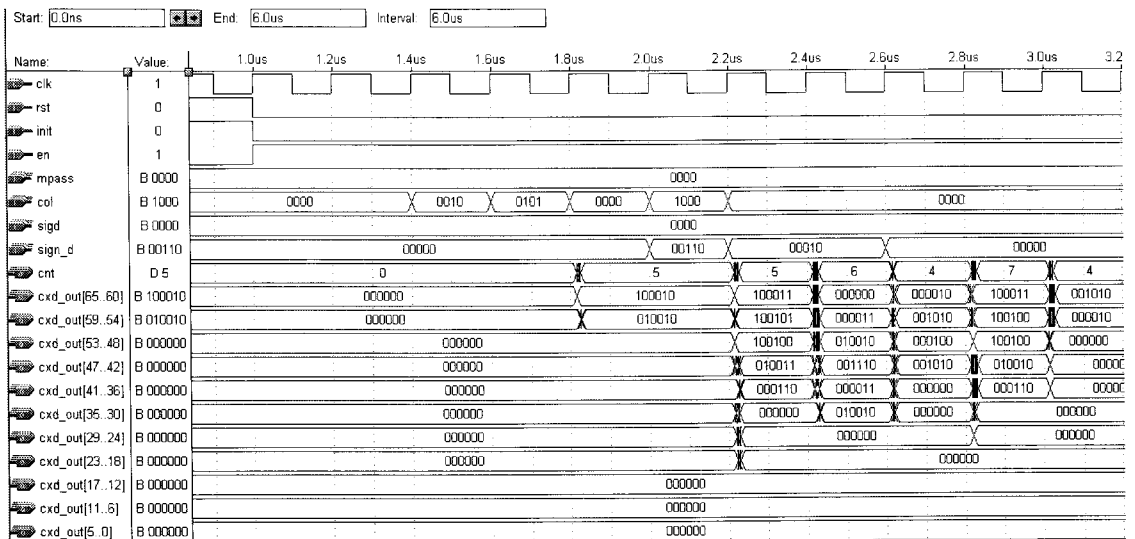 Start: 0.0ns End: 6.0us Interval: 6.0us
Name: Value: 1.0us 1.2us 1.4us 1.6us 1.8us 2.0us 2.2us 2.4us 2.6us 2.8us 3.0us 3.2
clk 1
rst 0
init 0
en 1
mpass B 0000 0000
col B 1000 0000 0010 0101 0000 1000 0000
sigd B 0000 0000
sign_d B 00110 00000 00110 00010 00000
cnt D 5 0 5 5 6 4 7 4
cxd_out[65..60] B 100010 000000 100010 100011 000000 000010 100011 001010
cxd_out[59..54] B 010010 000000 010010 100101 000011 001010 100100 000010
cxd_out[53..48] B 000000 000000 100100 010010 000100 100100 000000
cxd_out[47..42] B 000000 000000 010011 001110 001010 010010 0000
cxd_out[41..36] B 000000 000000 000110 000011 000000 000110 0000
cxd_out[35..30] B 000000 000000 000000 010010 000000 000000
cxd_out[29..24] B 000000 000000 000000 000000
cxd_out[23..18] B 000000 000000 000000
cxd_out[17..12] B 000000 000000
cxd_out[11..6] B 000000 000000
cxd_out[5..0] B 000000 000000